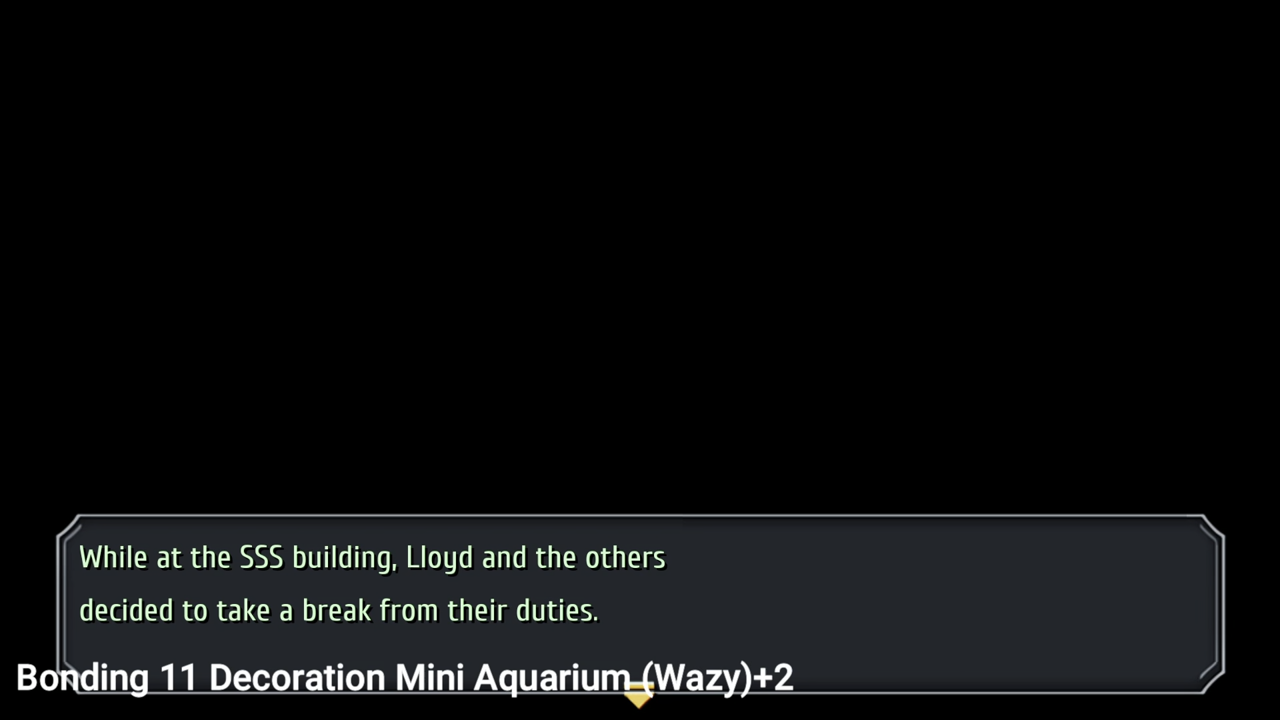 While at the SSS building, Lloyd and the others
decided to take a break from their duties.
Bonding 11 Decoration Mini Aquarium (Wazy)+2